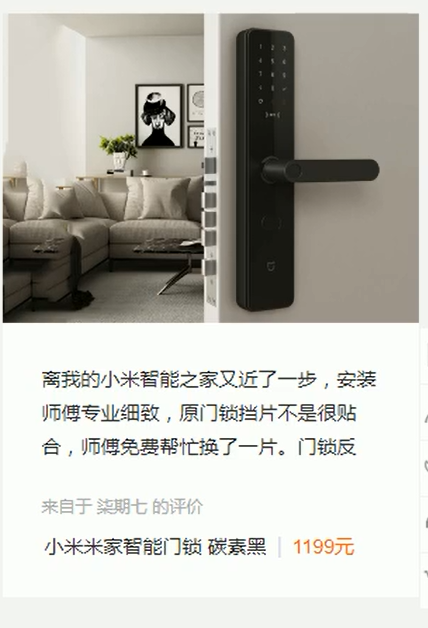 离我的小米智能之家又近了一步，安装
师傅专业细致，原门锁挡片不是很贴
合，师傅免费帮忙换了一片。门锁反
来自于 柒期七 的评价
小米米家智能门锁 碳素黑 | 1199元